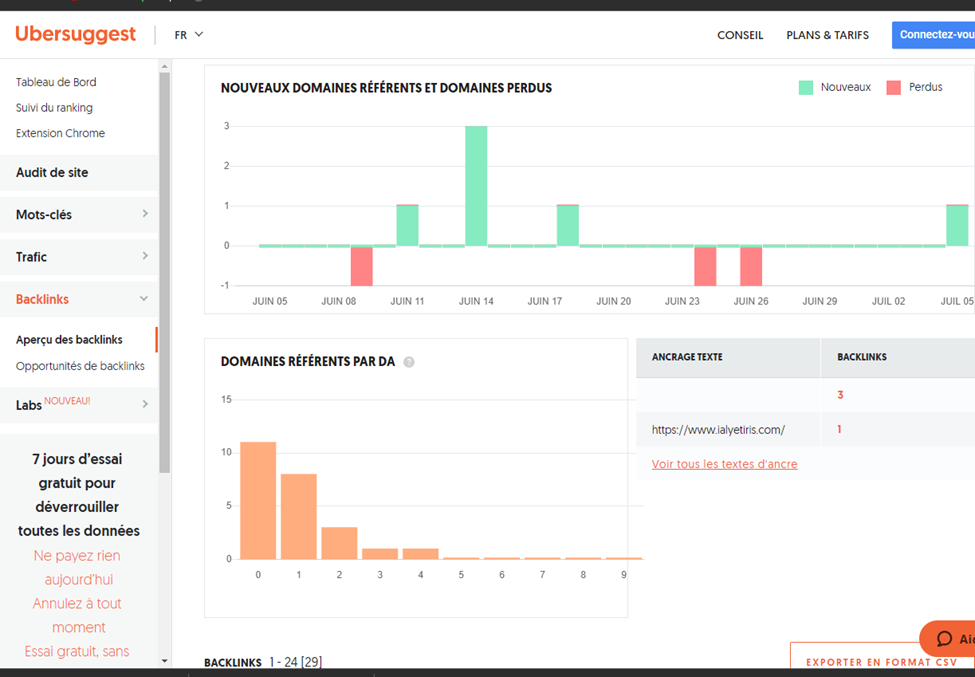 Ubersuggest
FR
CONSEIL
PLANS & TARIFS
Connectez-vou
Tableau de Bord
Suivi du ranking
Extension Chrome
Audit de site
Mots-clés
Trafic
Backlinks
Aperçu des backlinks
Opportunités de backlinks
Labs NOUVEAU!
7 jours d'essai
gratuit pour
déverrouiller
toutes les données
Ne payez rien
aujourd'hui
Annulez à tout
moment
Essai gratuit, sans
NOUVEAUX DOMAINES RÉFÉRENTS ET DOMAINES PERDUS
Nouveaux
Perdus
3
2
1
0
-1
JUIN 05 JUIN 08 JUIN 11 JUIN 14 JUIN 17 JUIN 20 JUIN 23 JUIN 26 JUIN 29 JUIL 02 JUIL 05
DOMAINES RÉFÉRENTS PAR DA ?
15
10
5
0
0 1 2 3 4 5 6 7 8 9
ANCRAGE TEXTE BACKLINKS
3
https://www.ialyetiris.com/ 1
Voir tous les textes d'ancre
BACKLINKS 1 - 24 [29]
Aid
EXPORTER EN FORMAT CSV